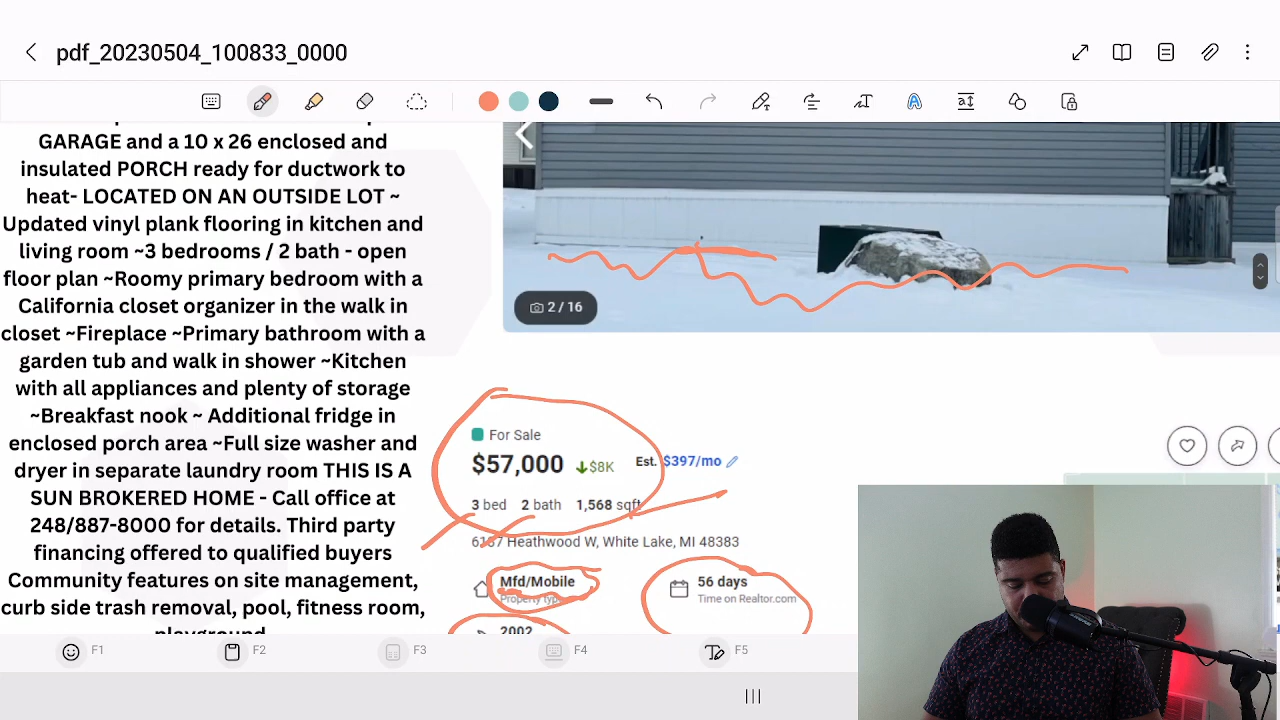 pdf_20230504_100833_0000
GARAGE and a 10 x 26 enclosed and
insulated PORCH ready for ductwork to
heat- LOCATED ON AN OUTSIDE LOT ~
Updated vinyl plank flooring in kitchen and
living room ~3 bedrooms / 2 bath - open
floor plan ~Roomy primary bedroom with a
California closet organizer in the walk in
closet ~Fireplace ~Primary bathroom with a
garden tub and walk in shower ~Kitchen
with all appliances and plenty of storage
~Breakfast nook ~ Additional fridge in
enclosed porch area ~Full size washer and
dryer in separate laundry room THIS IS A
SUN BROKERED HOME - Call office at
248/887-8000 for details. Third party
financing offered to qualified buyers
Community features on site management,
curb side trash removal, pool, fitness room,
playground
2 / 16
For Sale
$57,000 $8K Est. $397/mo
3 bed 2 bath 1,568 sqft
Heathwood W, White Lake, MI 48383
Mfd/Mobile
Property type
56 days
Time on Realtor.com
2002
F1 F2 F3 F4 F5